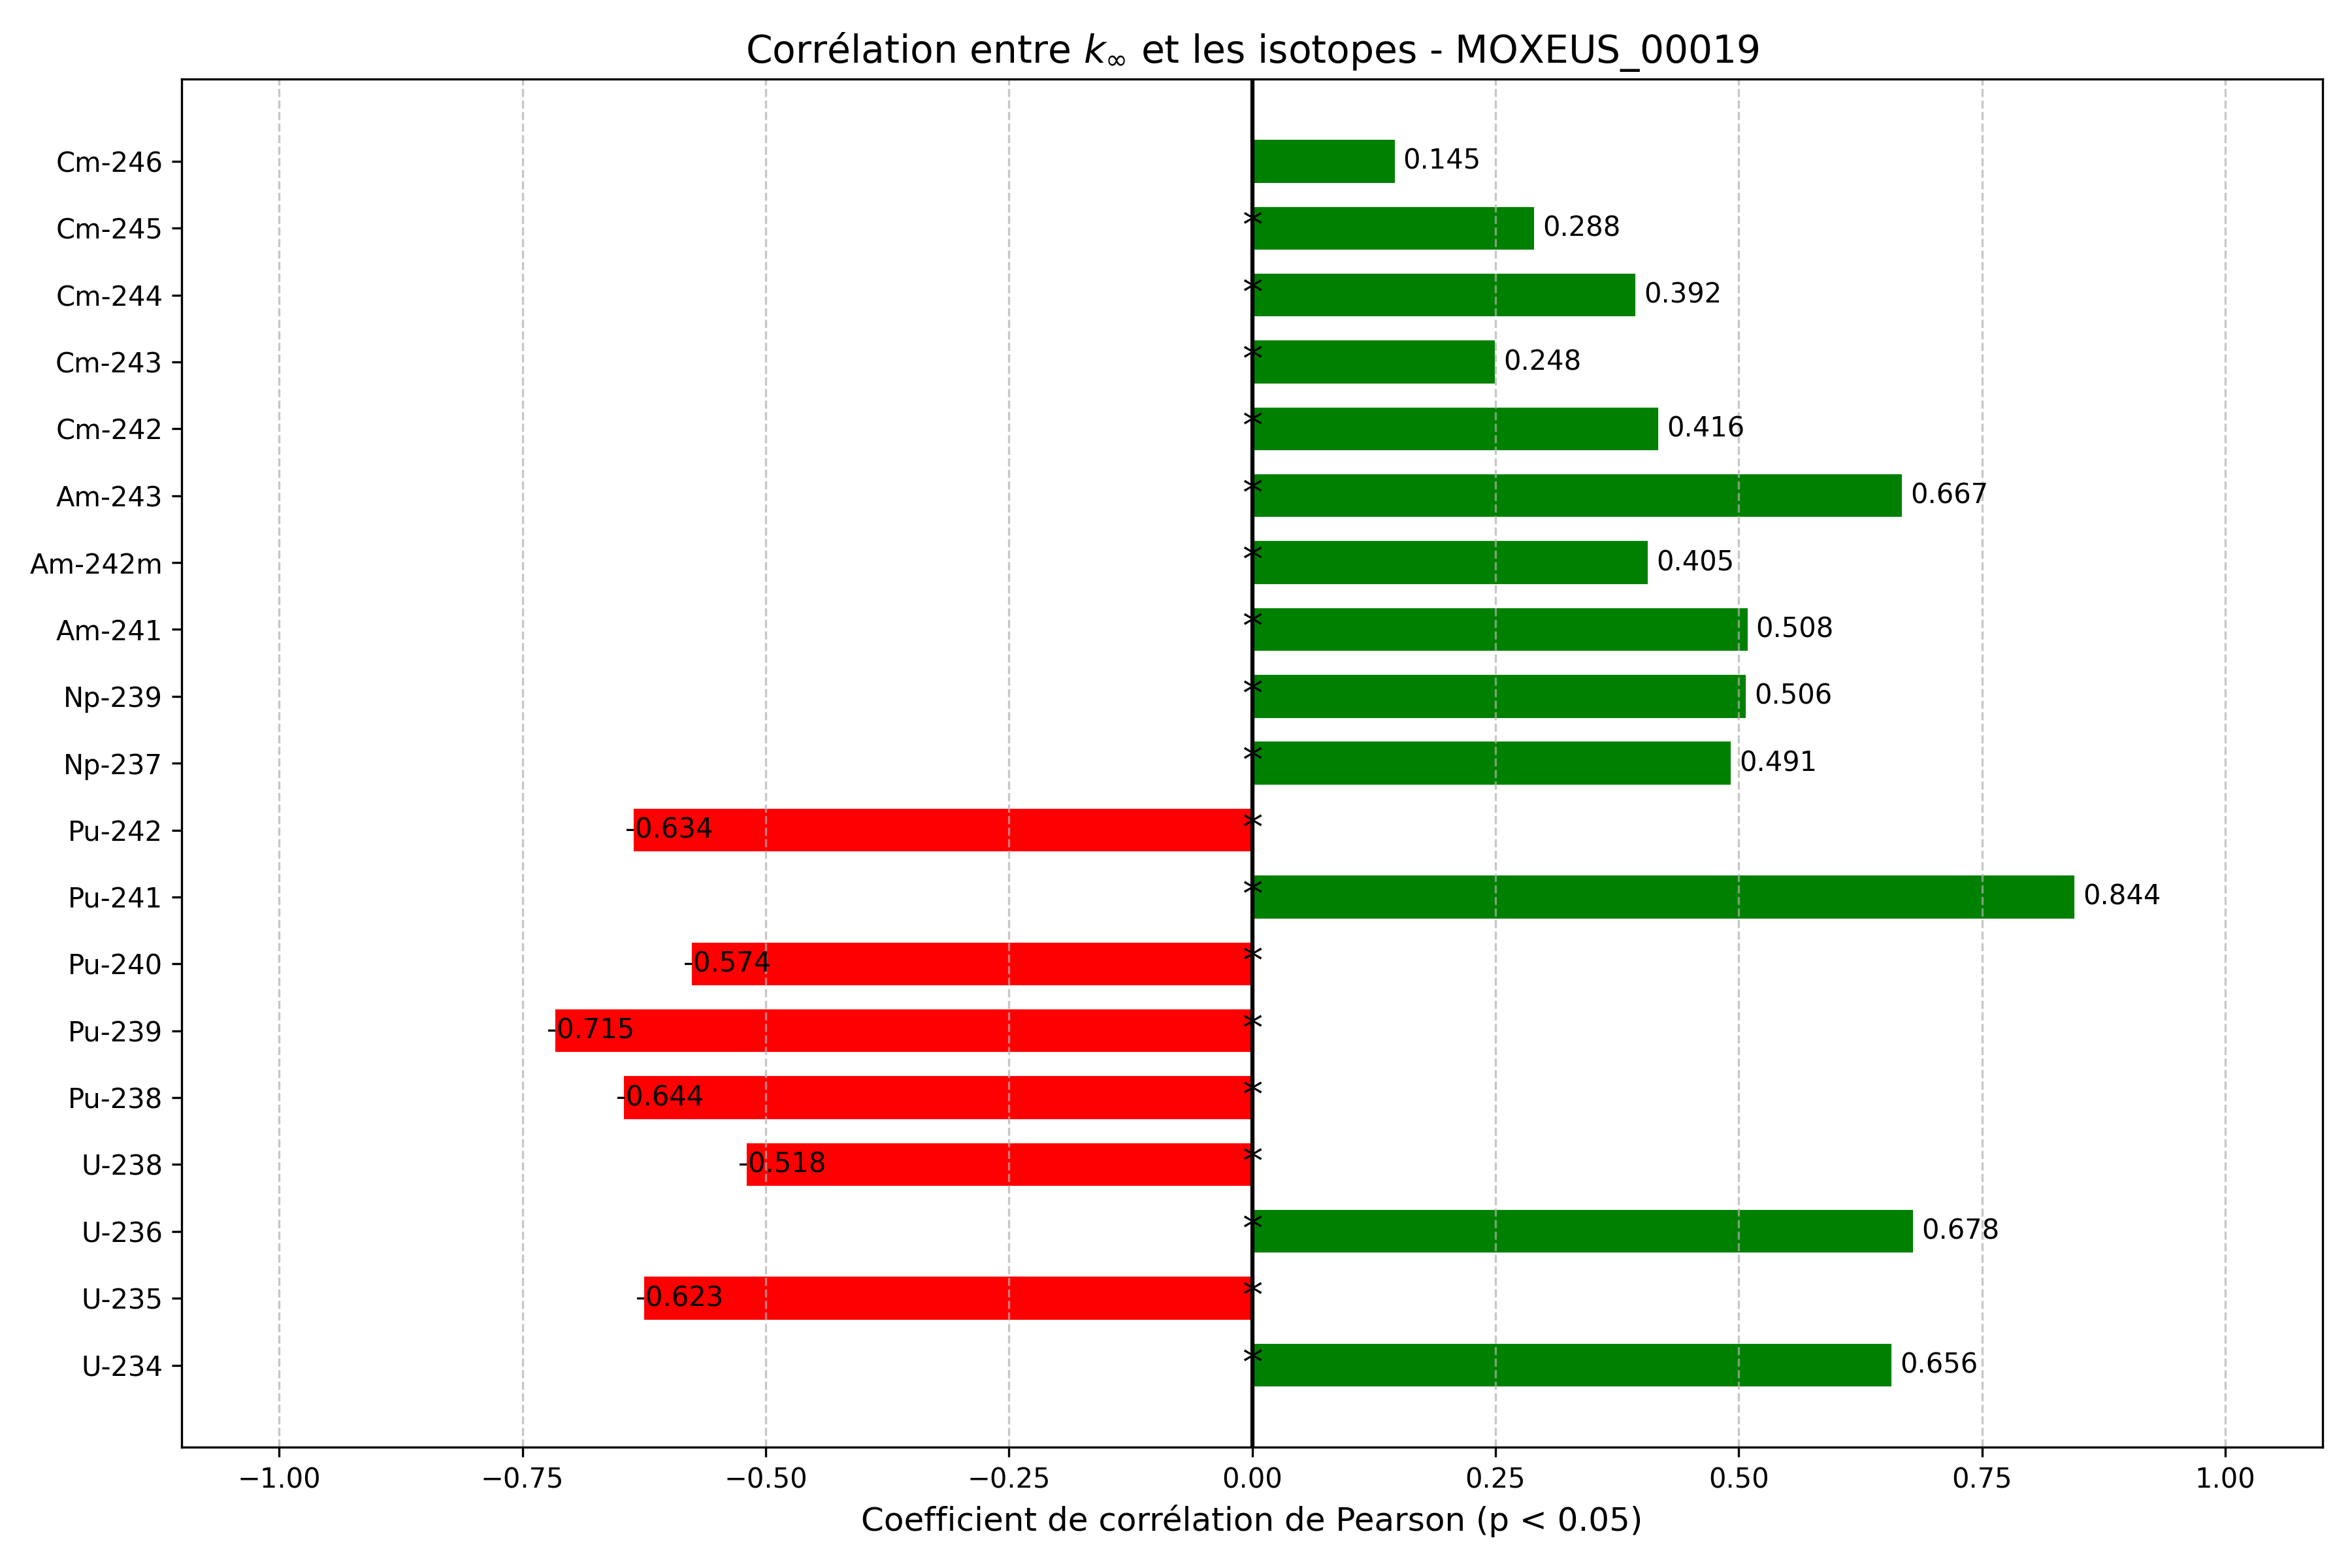 Corrélation entre k∞ et les isotopes - MOXEUS_00019
Cm-246 0.145
Cm-245 * 0.288
Cm-244 * 0.392
Cm-243 * 0.248
Cm-242 * 0.416
Am-243 * 0.667
Am-242m * 0.405
Am-241 * 0.508
Np-239 * 0.506
Np-237 * 0.491
Pu-242 -0.634 *
Pu-241 * 0.844
Pu-240 -0.574 *
Pu-239 -0.715 *
Pu-238 -0.644 *
U-238 -0.518 *
U-236 * 0.678
U-235 -0.623 *
U-234 * 0.656
−1.00 −0.75 −0.50 −0.25 0.00 0.25 0.50 0.75 1.00
Coefficient de corrélation de Pearson (p < 0.05)